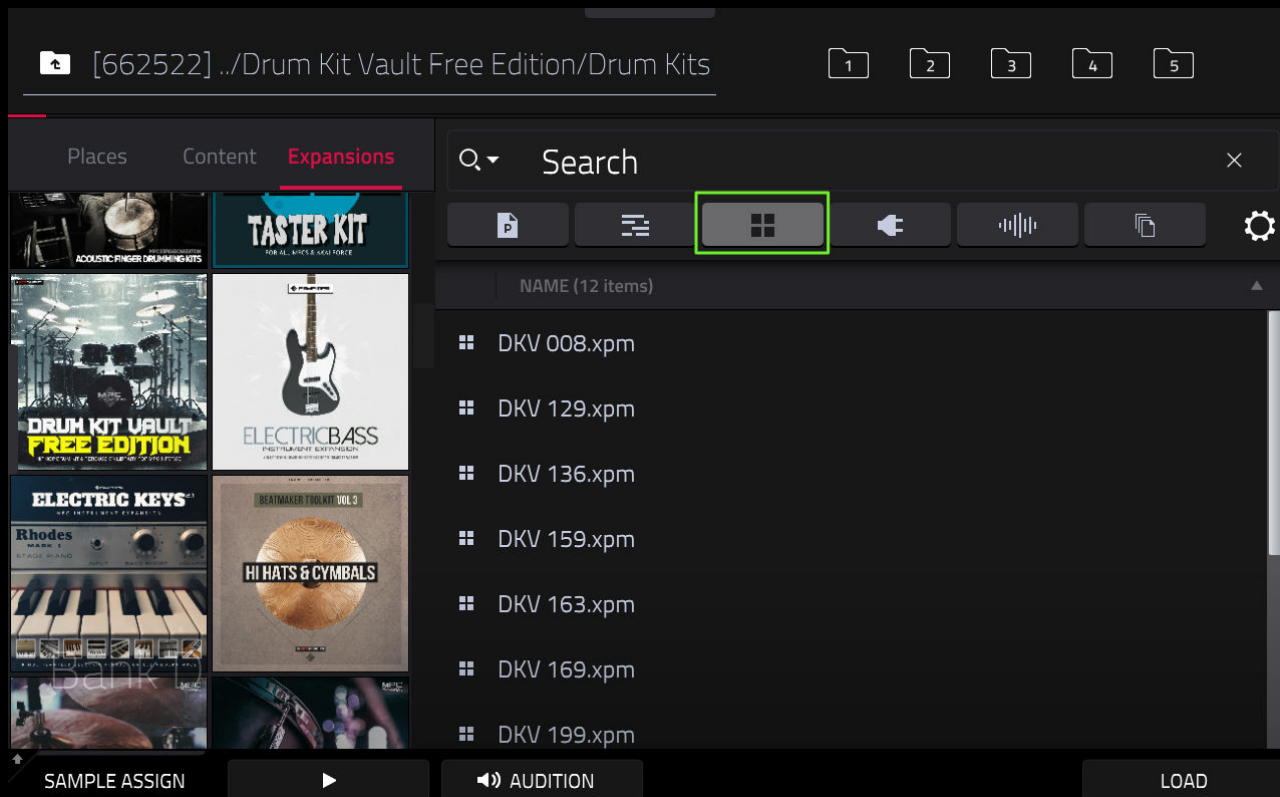 [662522] ../Drum Kit Vault Free Edition/Drum Kits
1
2
3
4
5
Places
Content
Expansions
Search
P
NAME (12 items)
ACOUSTIC FINGER DRUMMING KITS
TASTER KIT
FOR ALL MPCS & AKAI FORCE
DRUM KIT VAULT
FREE EDITION
ELECTRICBASS
INSTRUMENT EXPANSION
ELECTRIC KEYS
MPC INSTRUMENT EXPANSION
Rhodes
MARK I
STAGE PIANO
BEATMAKER TOOLKIT VOL 3
HI HATS & CYMBALS
Bank D
MPC
DKV 008.xpm
DKV 129.xpm
DKV 136.xpm
DKV 159.xpm
DKV 163.xpm
DKV 169.xpm
DKV 199.xpm
SAMPLE ASSIGN
AUDITION
LOAD